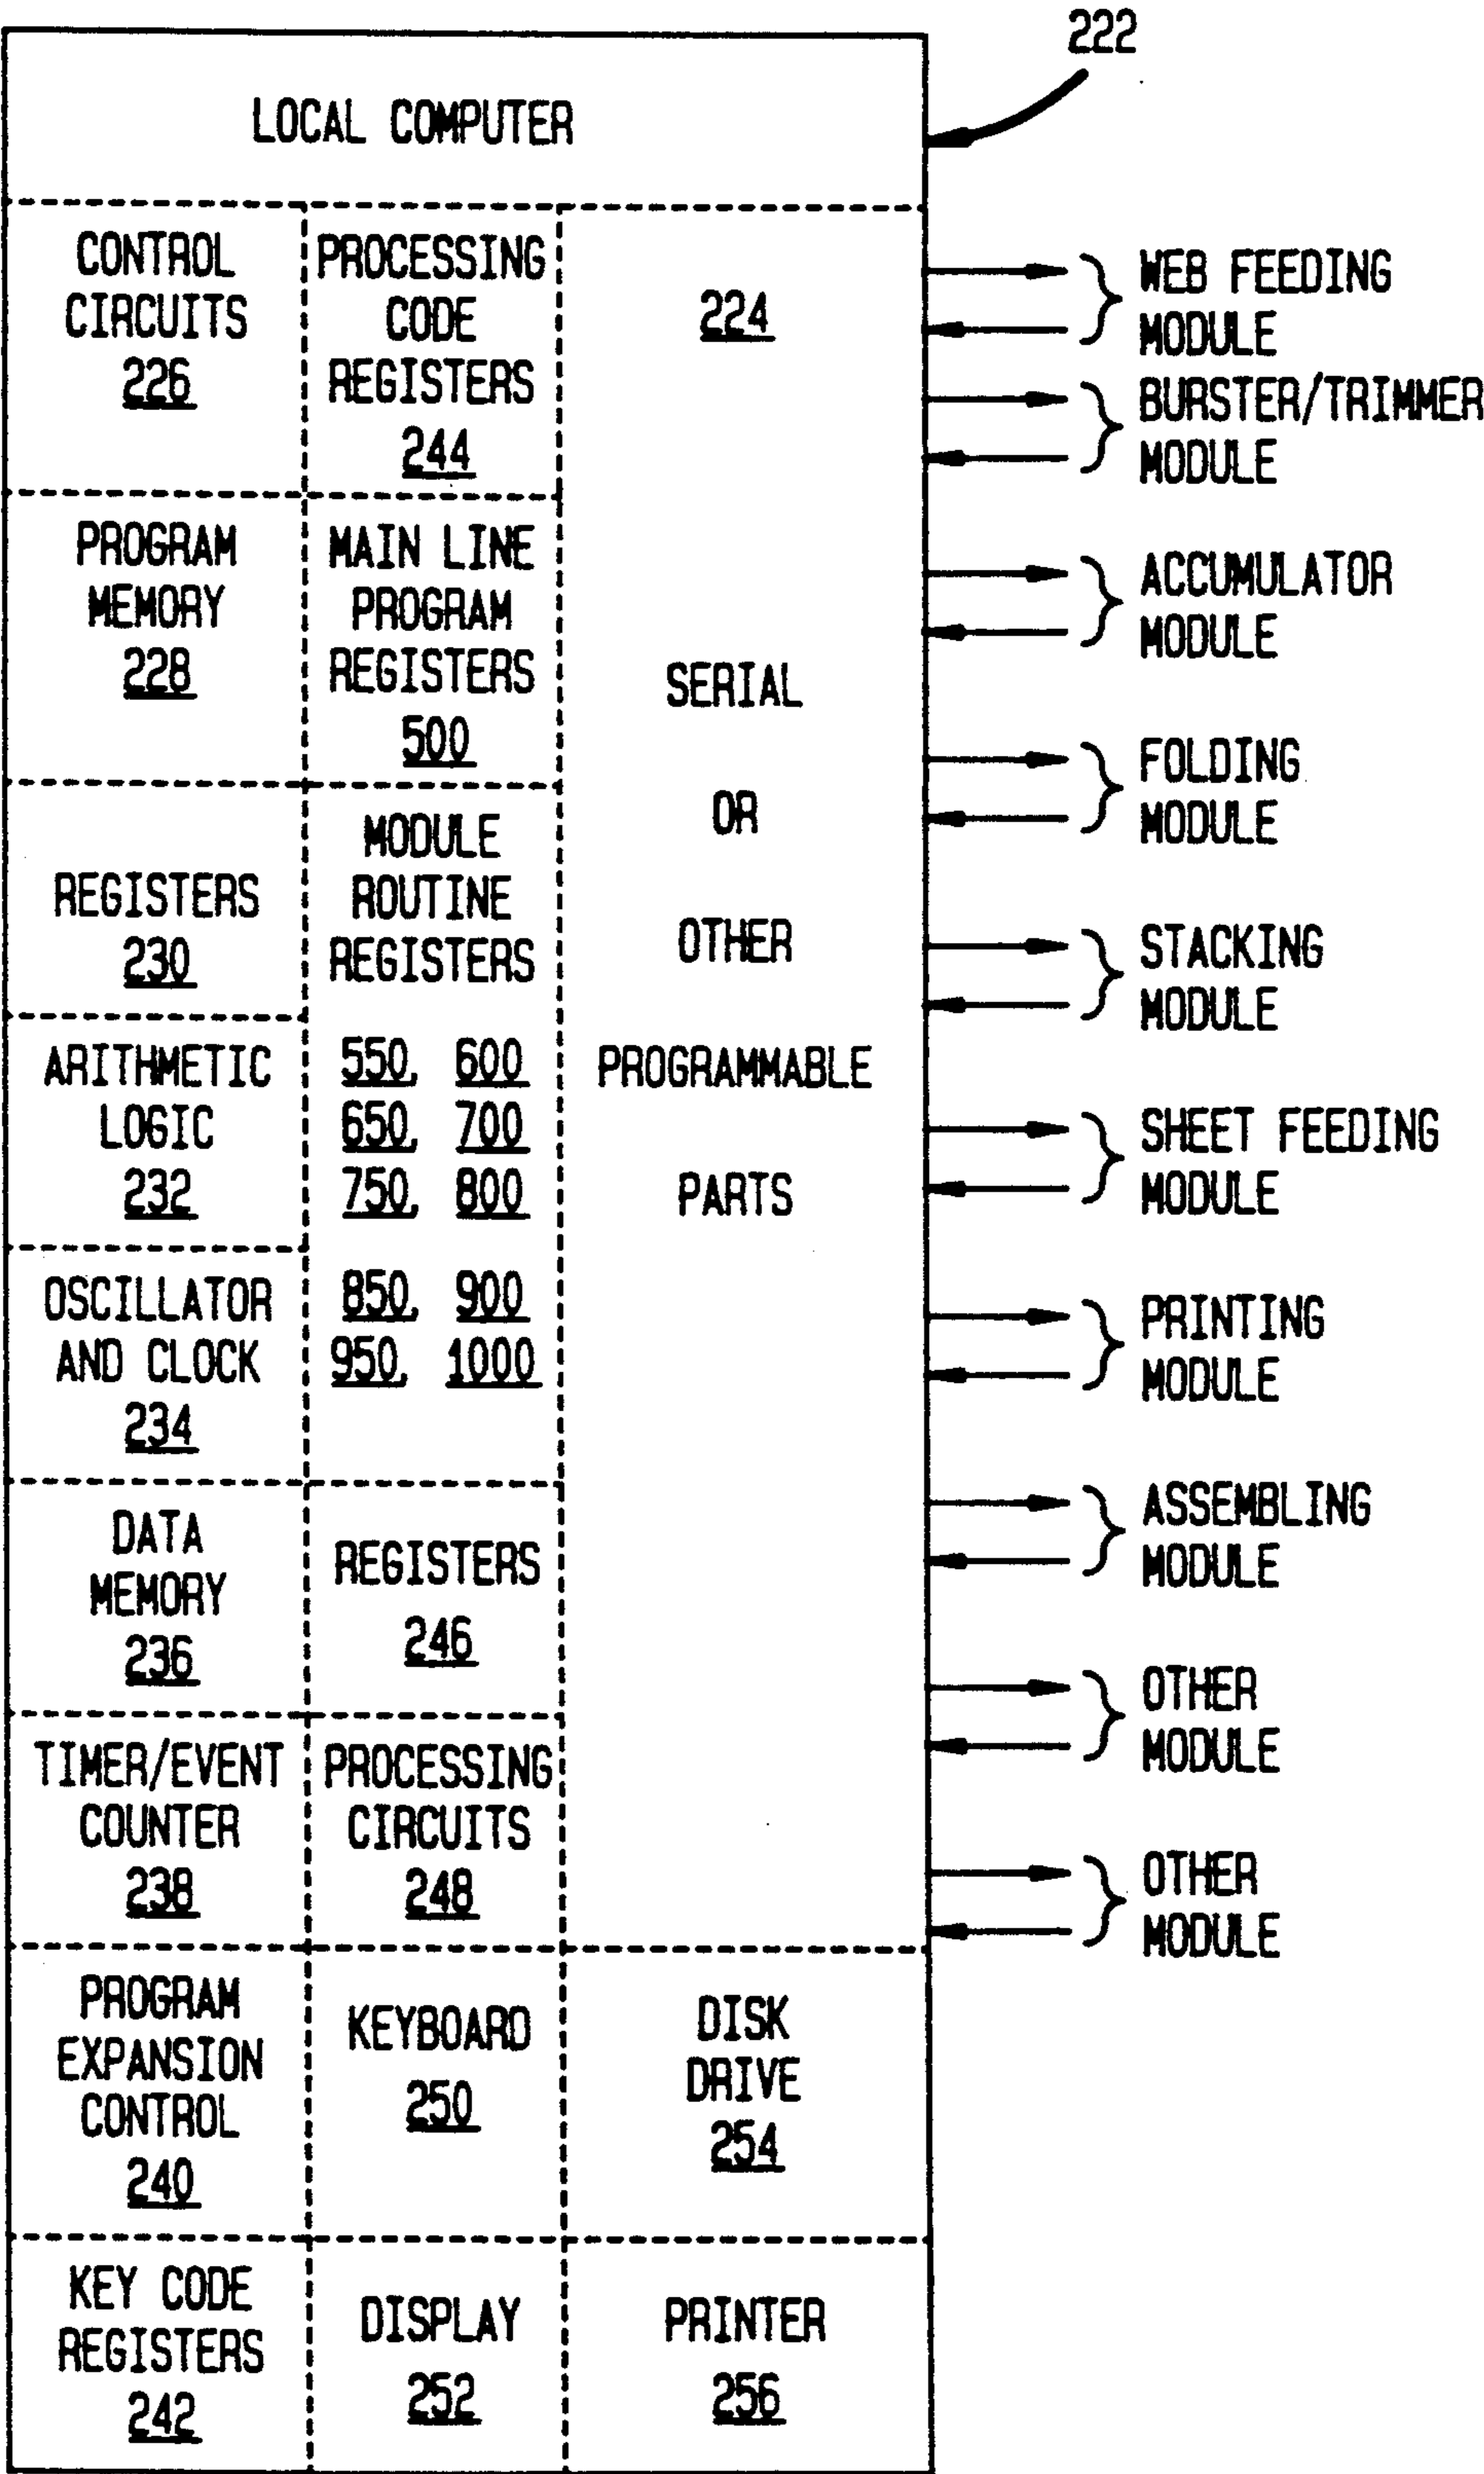 222
LOCAL COMPUTER
CONTROL
CIRCUITS
226
PROCESSING
CODE
REGISTERS
244
PROGRAM
MEMORY
228
MAIN LINE
PROGRAM
REGISTERS
500
REGISTERS
230
MODULE
ROUTINE
REGISTERS
550, 600
650, 700
750, 800
850, 900
950, 1000
ARITHMETIC
LOGIC
232
OSCILLATOR
AND CLOCK
234
DATA
MEMORY
236
REGISTERS
246
TIMER/EVENT
COUNTER
238
PROCESSING
CIRCUITS
248
224
SERIAL
OR
OTHER
PROGRAMMABLE
PARTS
PROGRAM
EXPANSION
CONTROL
240
KEYBOARD
250
DISK
DRIVE
254
KEY CODE
REGISTERS
242
DISPLAY
252
PRINTER
256
WEB FEEDING
MODULE
BURSTER/TRIMMER
MODULE
ACCUMULATOR
MODULE
FOLDING
MODULE
STACKING
MODULE
SHEET FEEDING
MODULE
PRINTING
MODULE
ASSEMBLING
MODULE
OTHER
MODULE
OTHER
MODULE